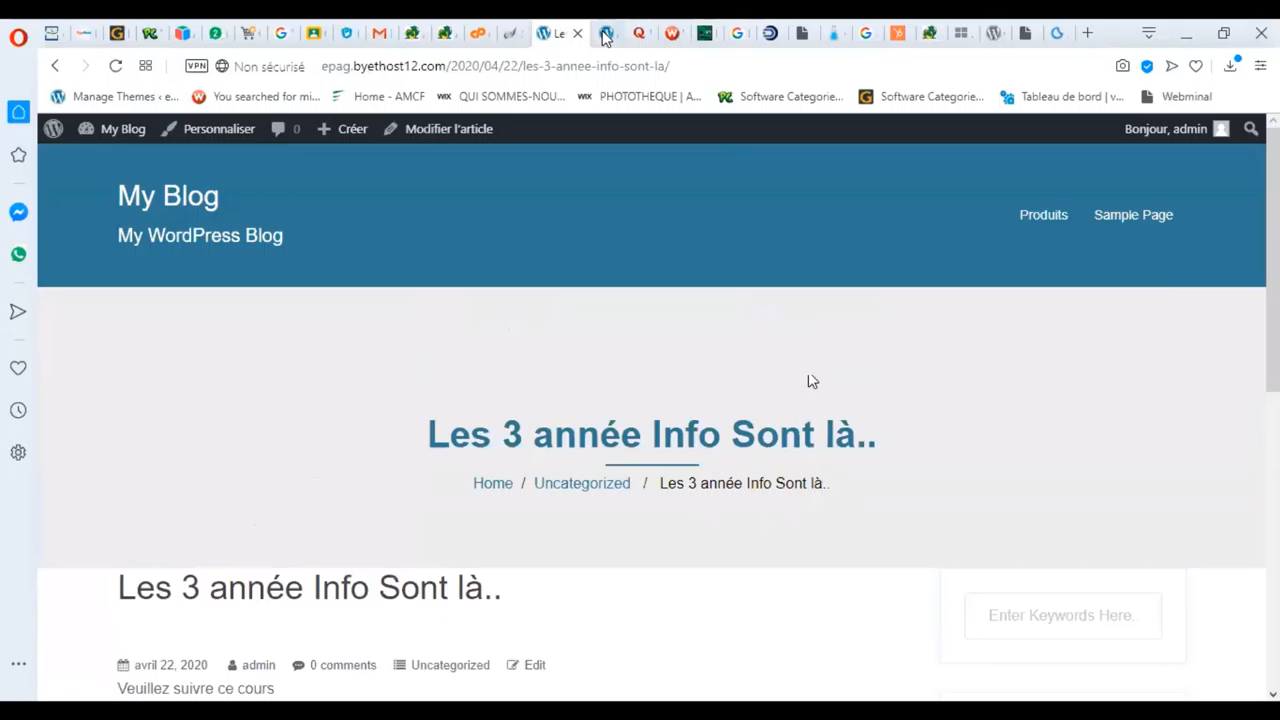 Le
VPN Non sécurisé epag.byethost12.com/2020/04/22/les-3-annee-info-sont-la/
Manage Themes ‹ e... You searched for mi... Home - AMCF WIX QUI SOMMES-NOU... WIX PHOTOTHEQUE | A... Software Categorie... Software Categorie... Tableau de bord | v... Webminal
My Blog Personnaliser 0 Créer Modifier l'article Bonjour, admin
My Blog
My WordPress Blog
Produits Sample Page
Les 3 année Info Sont là..
Home / Uncategorized / Les 3 année Info Sont là..
Les 3 année Info Sont là..
Enter Keywords Here..
avril 22, 2020 admin 0 comments Uncategorized Edit
Veuillez suivre ce cours